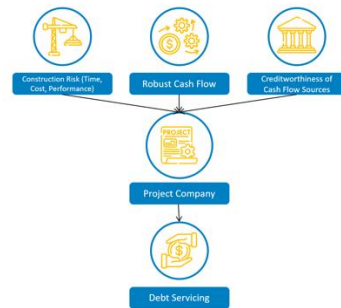 Construction Risk (Time,
Cost, Performance)
Robust Cash Flow
Creditworthiness of
Cash Flow Sources
PROJECT
Project Company
Debt Servicing